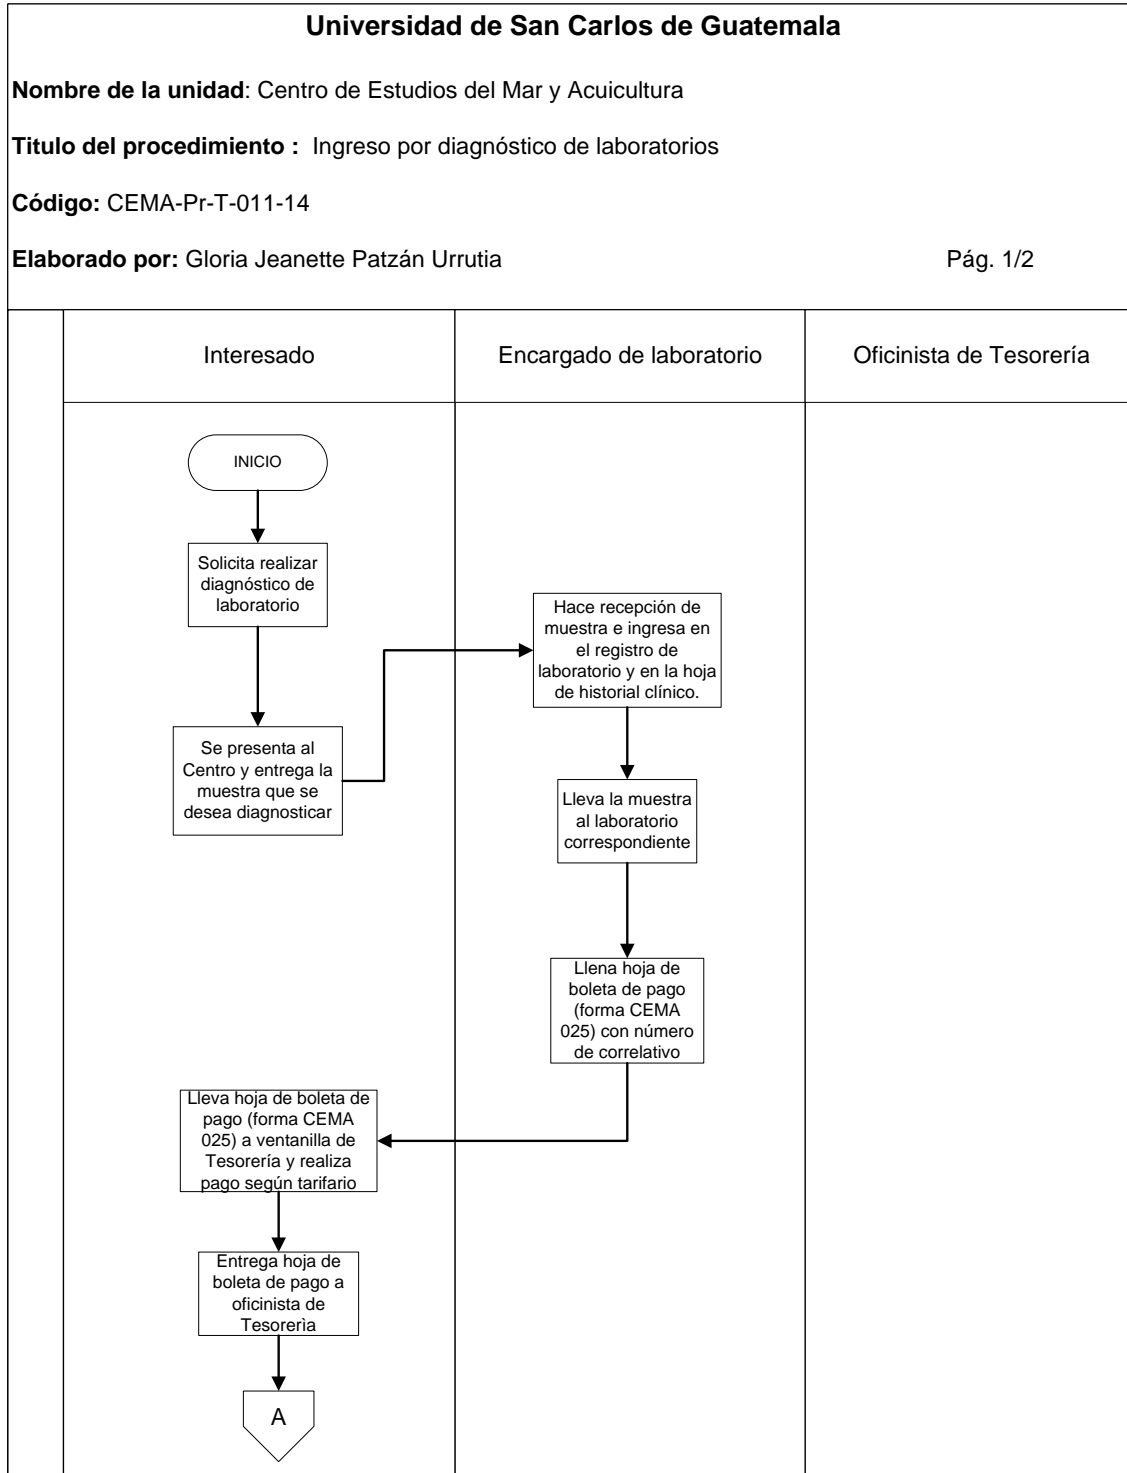 Universidad de San Carlos de Guatemala
Nombre de la unidad: Centro de Estudios del Mar y Acuicultura
Titulo del procedimiento : Ingreso por diagnóstico de laboratorios
Código: CEMA-Pr-T-011-14
Elaborado por: Gloria Jeanette Patzán Urrutia Pág. 1/2
Interesado Encargado de laboratorio Oficinista de Tesorería
INICIO
Solicita realizar
diagnóstico de
laboratorio
Se presenta al
Centro y entrega la
muestra que se
desea diagnosticar
Hace recepción de
muestra e ingresa en
el registro de
laboratorio y en la hoja
de historial clínico.
Lleva la muestra
al laboratorio
correspondiente
Llena hoja de
boleta de pago
(forma CEMA
025) con número
de correlativo
Lleva hoja de boleta de
pago (forma CEMA
025) a ventanilla de
Tesorería y realiza
pago según tarifario
Entrega hoja de
boleta de pago a
oficinista de
Tesorerìa
A